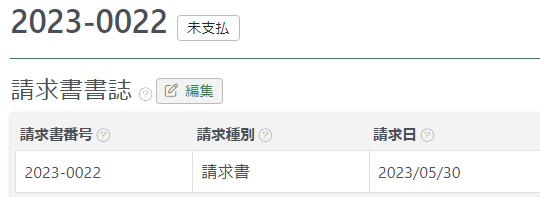 2023-0022 未支払
請求書書誌 ? 編集
請求書番号 ? 請求種別 ? 請求日 ?
2023-0022 請求書 2023/05/30